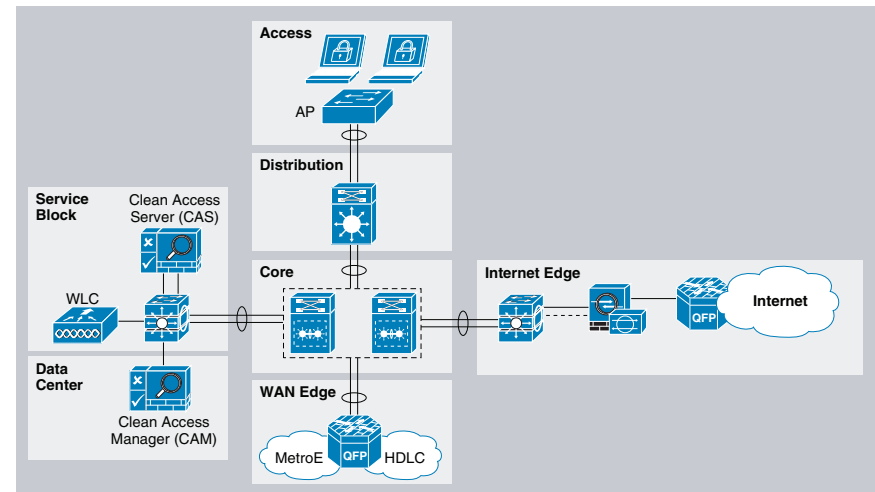 Access
AP
Distribution
Service
Block
Clean Access
Server (CAS)
WLC
Core
Internet Edge
QFP
Internet
Data
Center
Clean Access
Manager (CAM)
WAN Edge
MetroE
QFP
HDLC